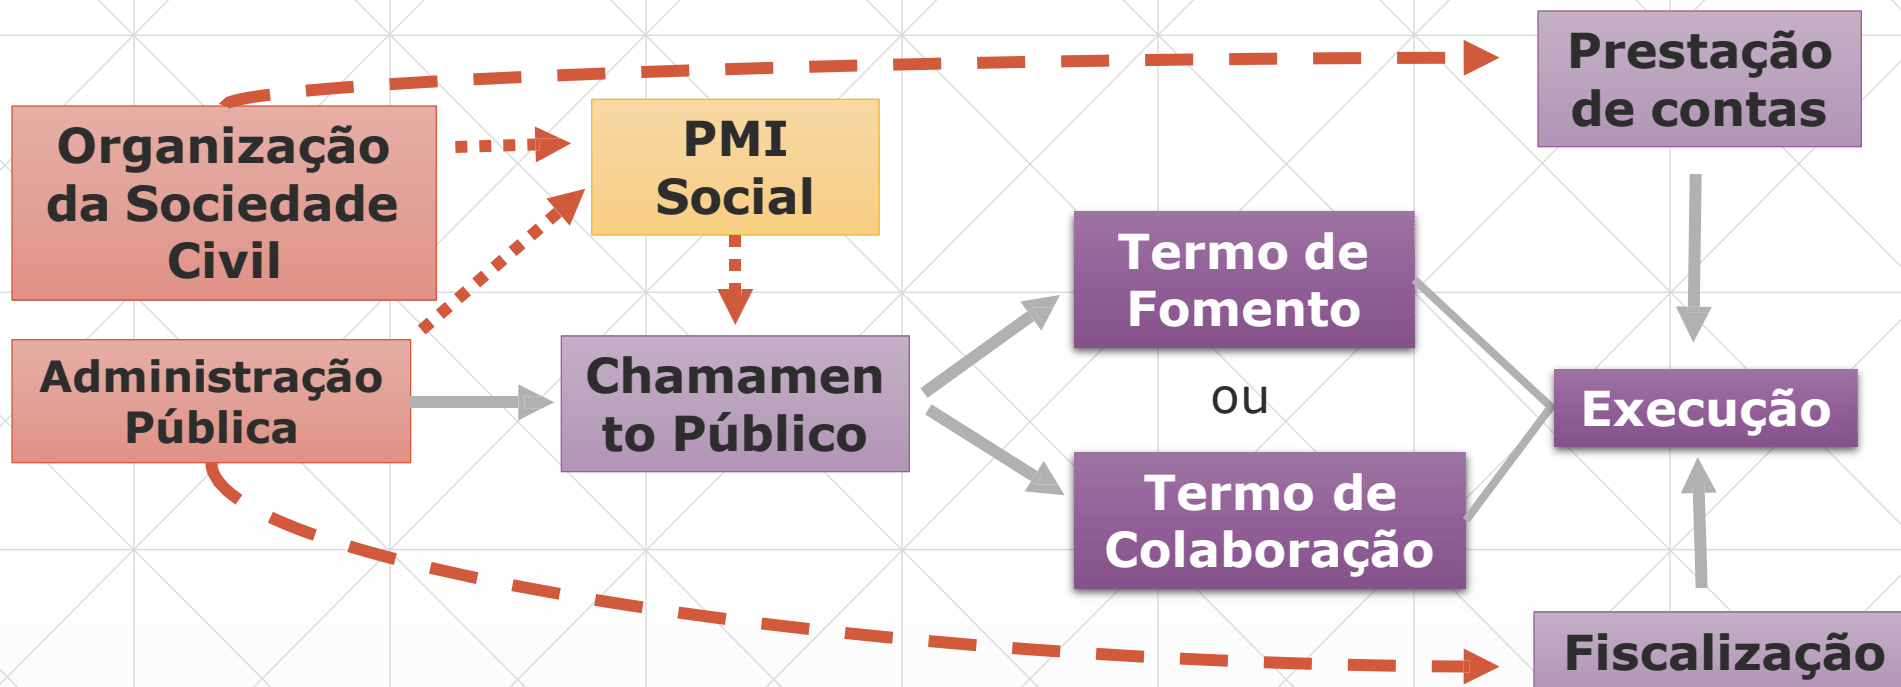 Prestação
de contas
Organização
da Sociedade
Civil
PMI
Social
Termo de
Fomento
Administração
Pública
Chamamen
to Público
ou
Execução
Termo de
Colaboração
Fiscalização